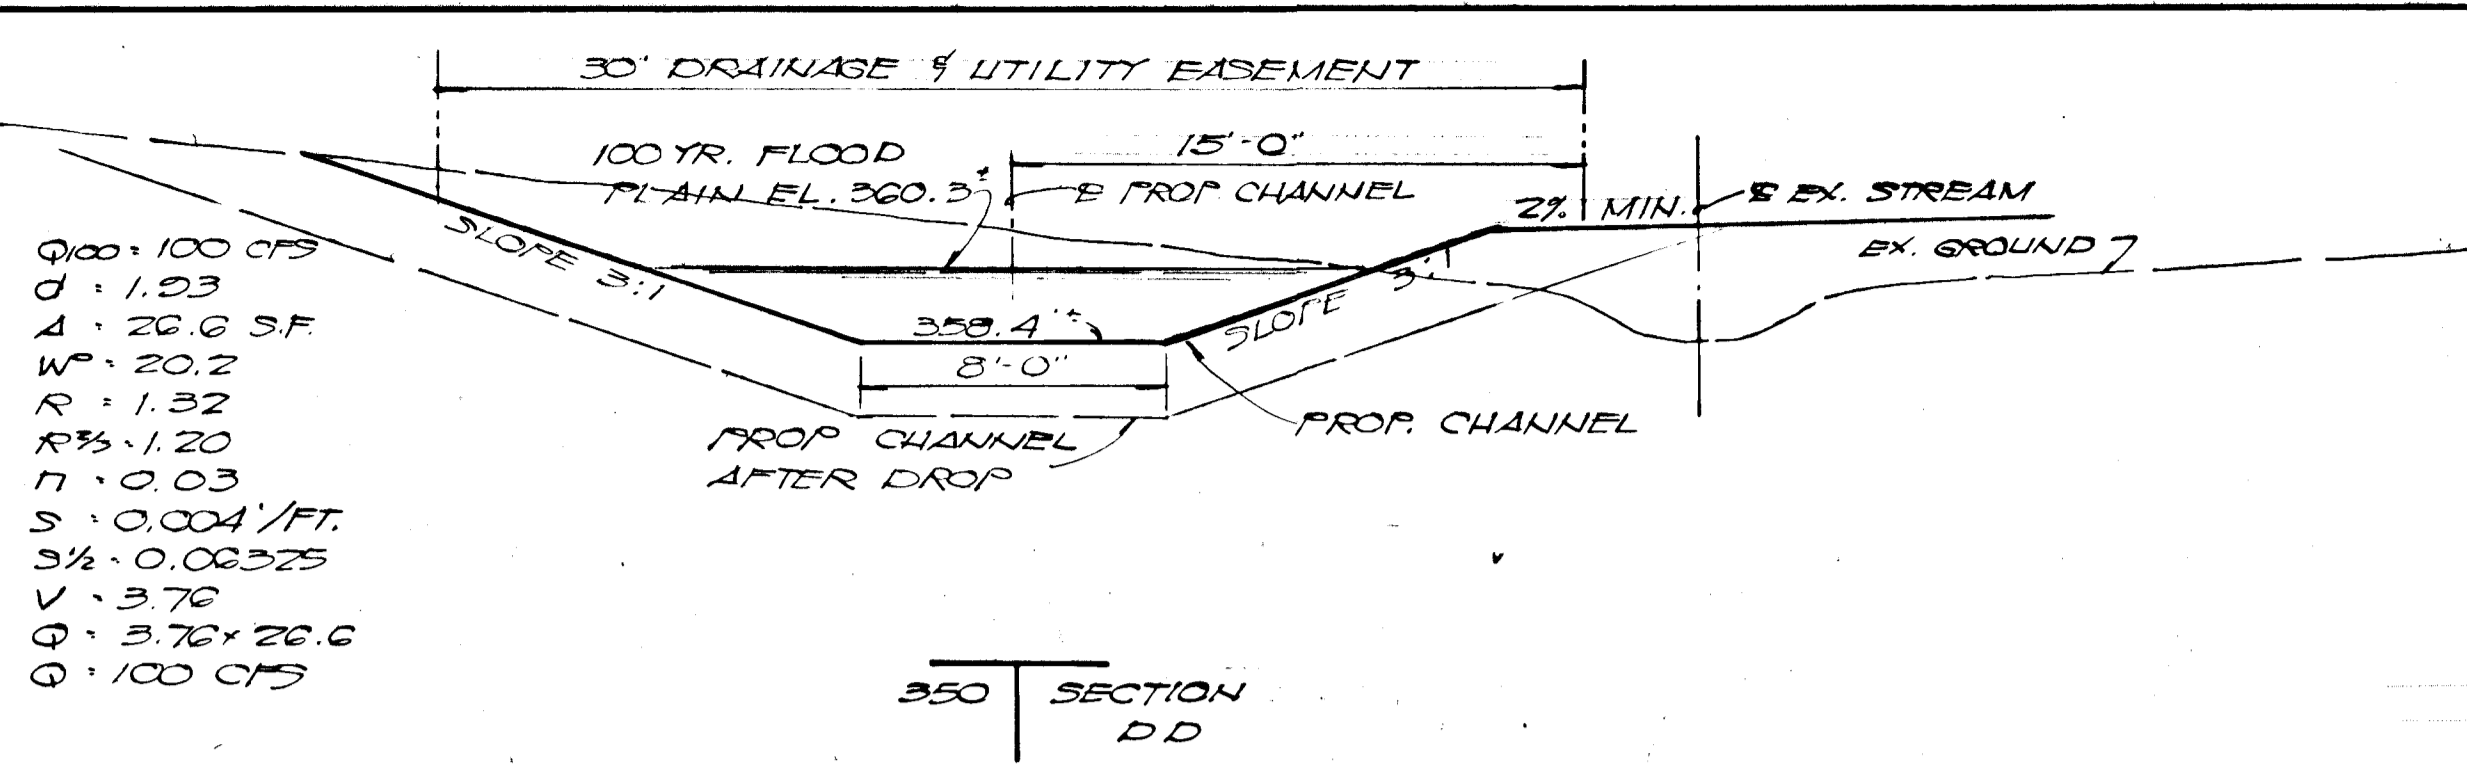 30' DRAINAGE & UTILITY EASEMENT
100 YR. FLOOD
PLAIN EL. 360.3±
15'-0"
℄ PROP. CHANNEL
2% MIN.
℄ EX. STREAM
EX. GROUND
SLOPE 3:1
SLOPE 3:1
358.4±
8'-0"
PROP CHANNEL
AFTER DROP
PROP. CHANNEL
Q100 = 100 CFS
d = 1.93
A = 26.6 S.F.
WP = 20.2
R = 1.32
R2/3 = 1.20
n = 0.03
S = 0.004'/FT.
S1/2 = 0.06325
V = 3.76
Q = 3.76 x 26.6
Q = 100 CFS
350
SECTION
DD